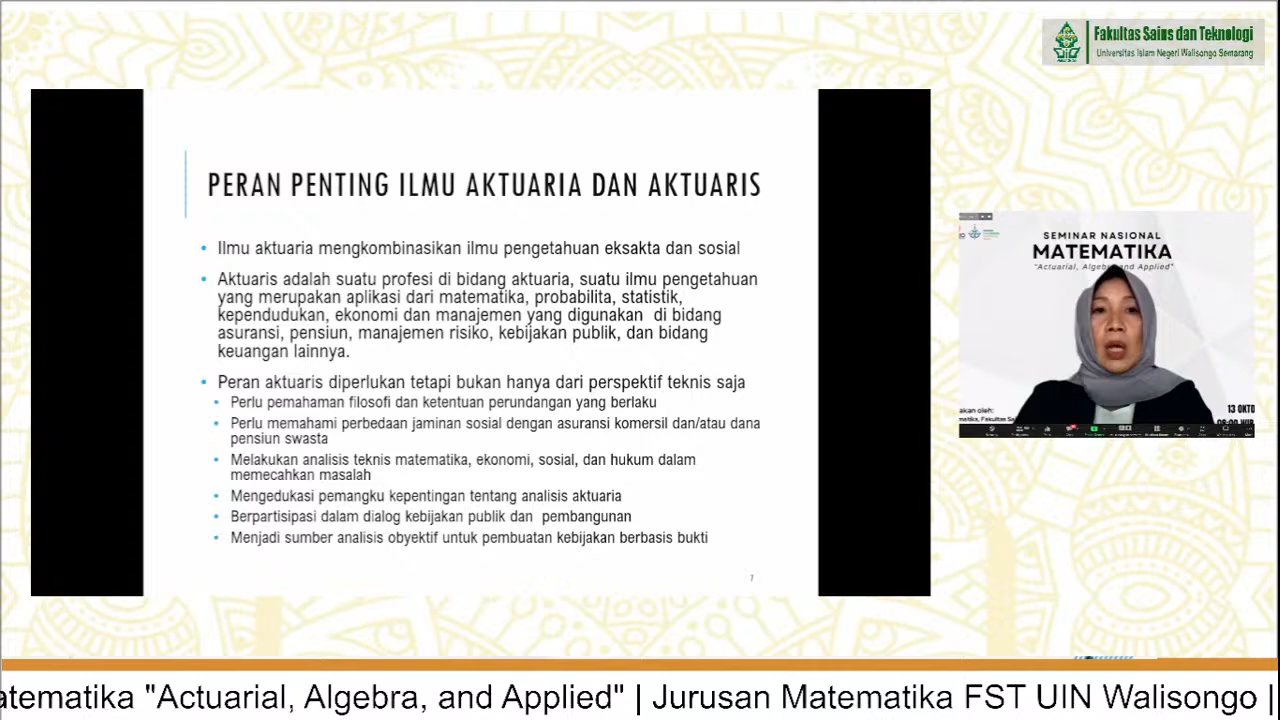 Fakultas Sains dan Teknologi
Universitas Islam Negeri Walisongo Semarang
PERAN PENTING ILMU AKTUARIA DAN AKTUARIS
• Ilmu aktuaria mengkombinasikan ilmu pengetahuan eksakta dan sosial
• Aktuaris adalah suatu profesi di bidang aktuaria, suatu ilmu pengetahuan
yang merupakan aplikasi dari matematika, probabilita, statistik,
kependudukan, ekonomi dan manajemen yang digunakan di bidang
asuransi, pensiun, manajemen risiko, kebijakan publik, dan bidang
keuangan lainnya.
• Peran aktuaris diperlukan tetapi bukan hanya dari perspektif teknis saja
• Perlu pemahaman filosofi dan ketentuan perundangan yang berlaku
• Perlu memahami perbedaan jaminan sosial dengan asuransi komersil dan/atau dana
pensiun swasta
• Melakukan analisis teknis matematika, ekonomi, sosial, dan hukum dalam
memecahkan masalah
• Mengedukasi pemangku kepentingan tentang analisis aktuaria
• Berpartisipasi dalam dialog kebijakan publik dan pembangunan
• Menjadi sumber analisis obyektif untuk pembuatan kebijakan berbasis bukti
7
SEMINAR NASIONAL
MATEMATIKA
"Actuarial, Algebra and Applied"
akan oleh:
matika, Fakultas Sa
13 OKTO
atematika "Actuarial, Algebra, and Applied" | Jurusan Matematika FST UIN Walisongo |